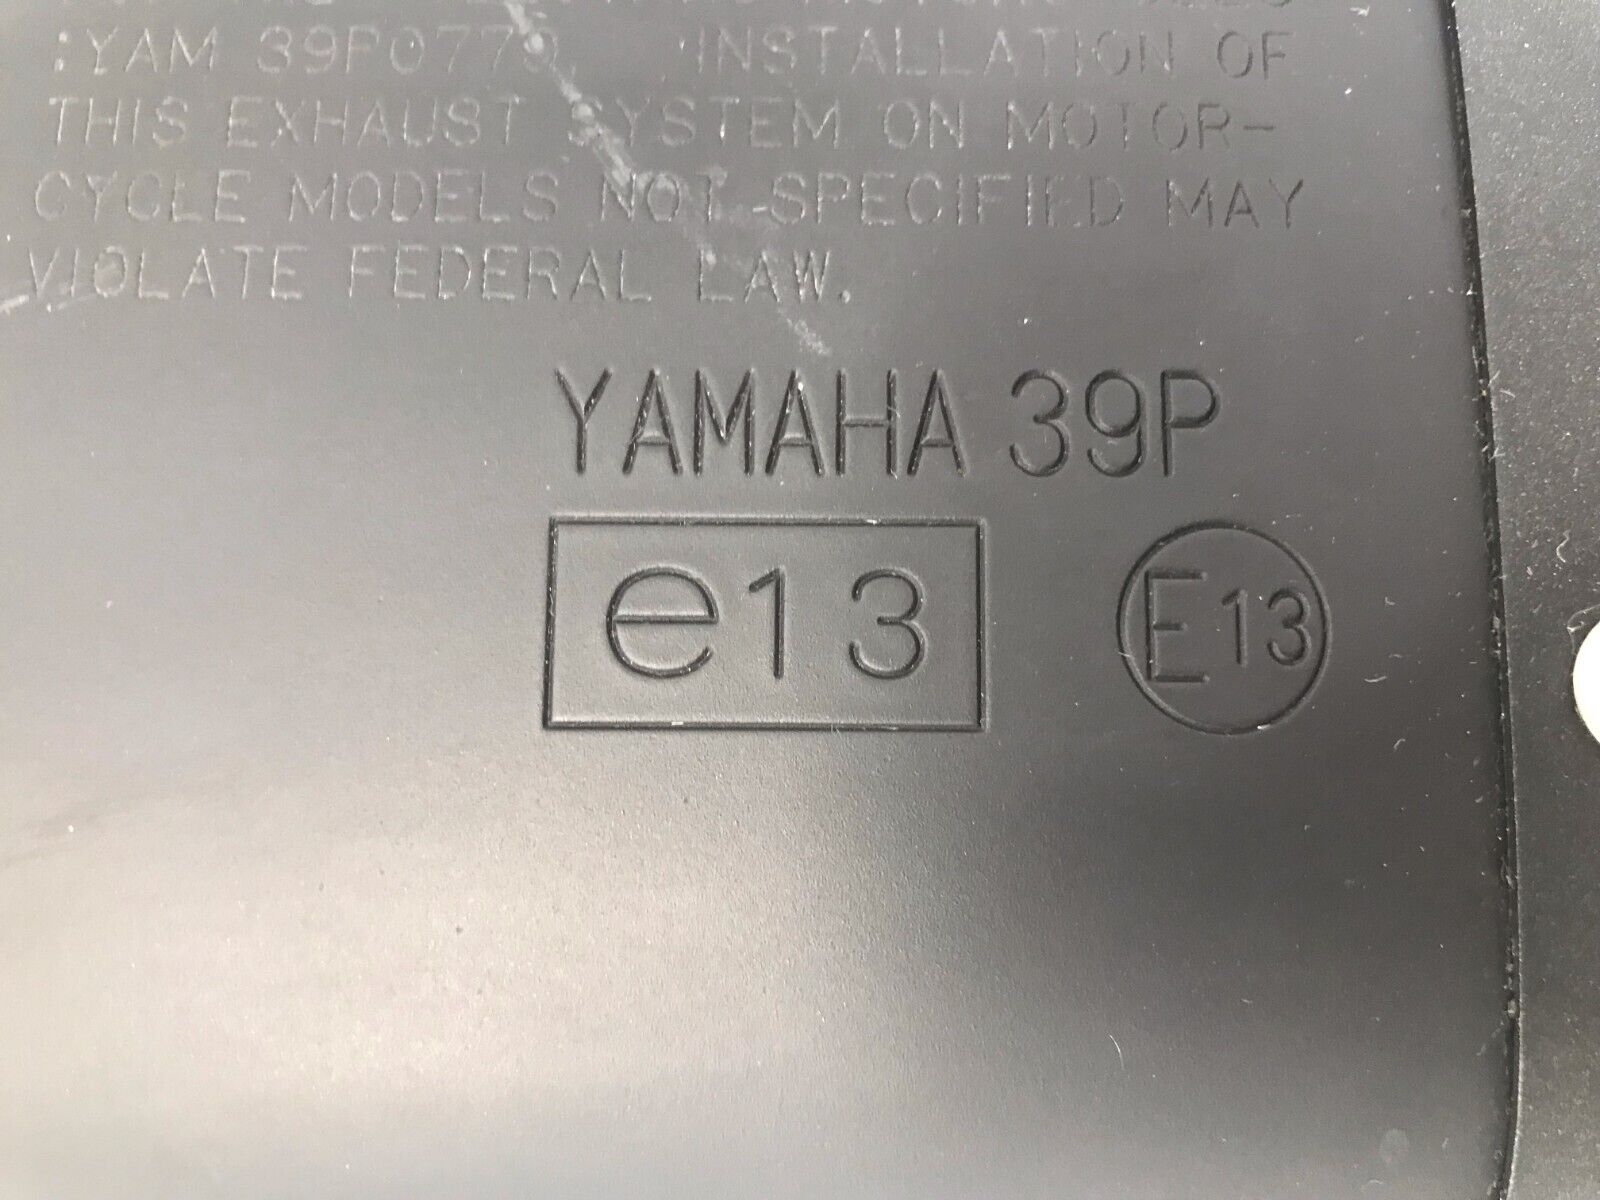 :YAM 39P0779 INSTALLATION OF
THIS EXHAUST SYSTEM ON MOTOR-
CYCLE MODELS NOT SPECIFIED MAY
VIOLATE FEDERAL LAW.
YAMAHA 39P
e13 E13